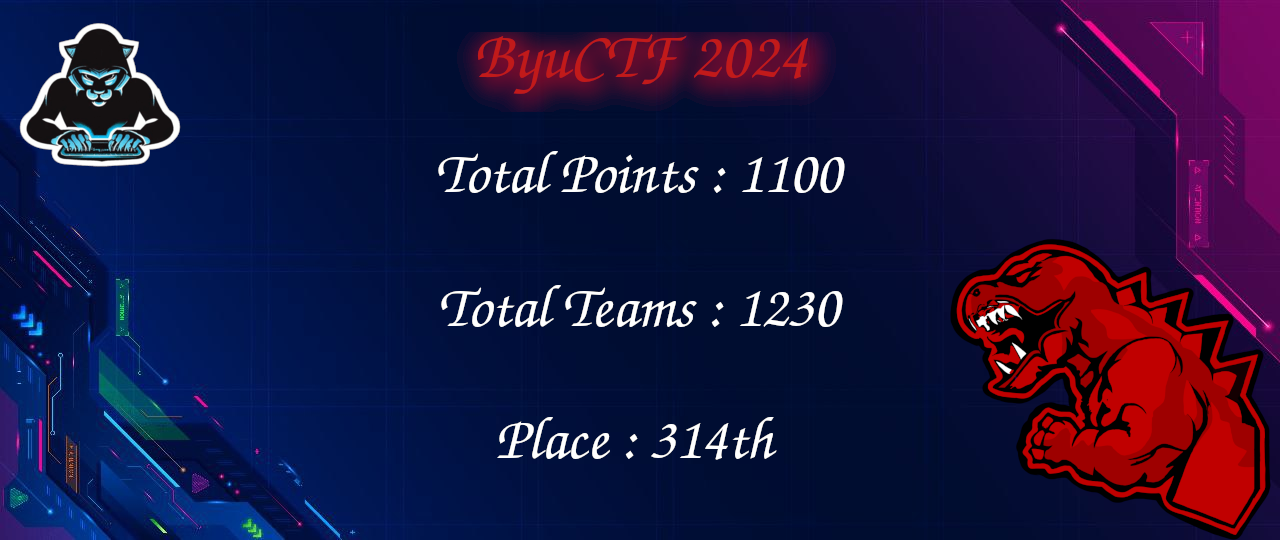 ByuCTF 2024
Total Points : 1100
Total Teams : 1230
Place : 314th